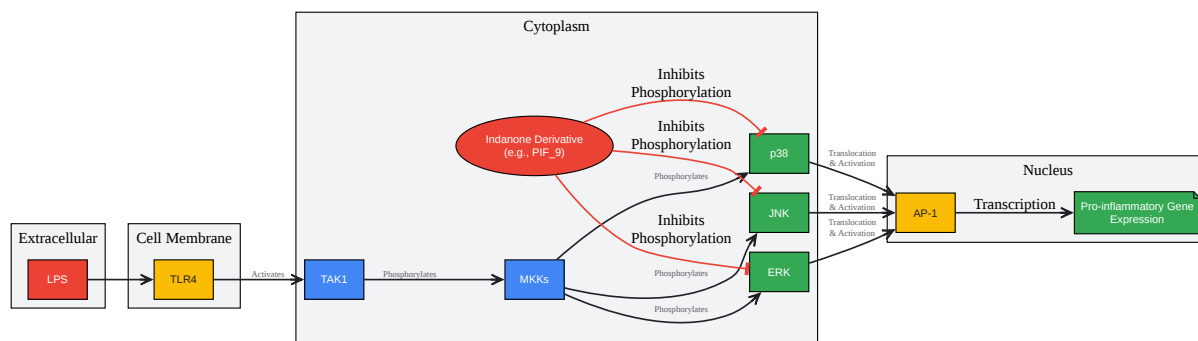 Cytoplasm
Inhibits
Phosphorylation
Inhibits
Phosphorylation
Indanone Derivative
(e.g., PIF_9)
p38
Translocation
& Activation
Phosphorylates
Nucleus
JNK
Translocation
& Activation
AP-1
Transcription
Pro-inflammatory Gene
Expression
Inhibits
Phosphorylation
Translocation
& Activation
Extracellular
Cell Membrane
LPS
TLR4
Activates
TAK1
Phosphorylates
MKKs
Phosphorylates
ERK
Phosphorylates